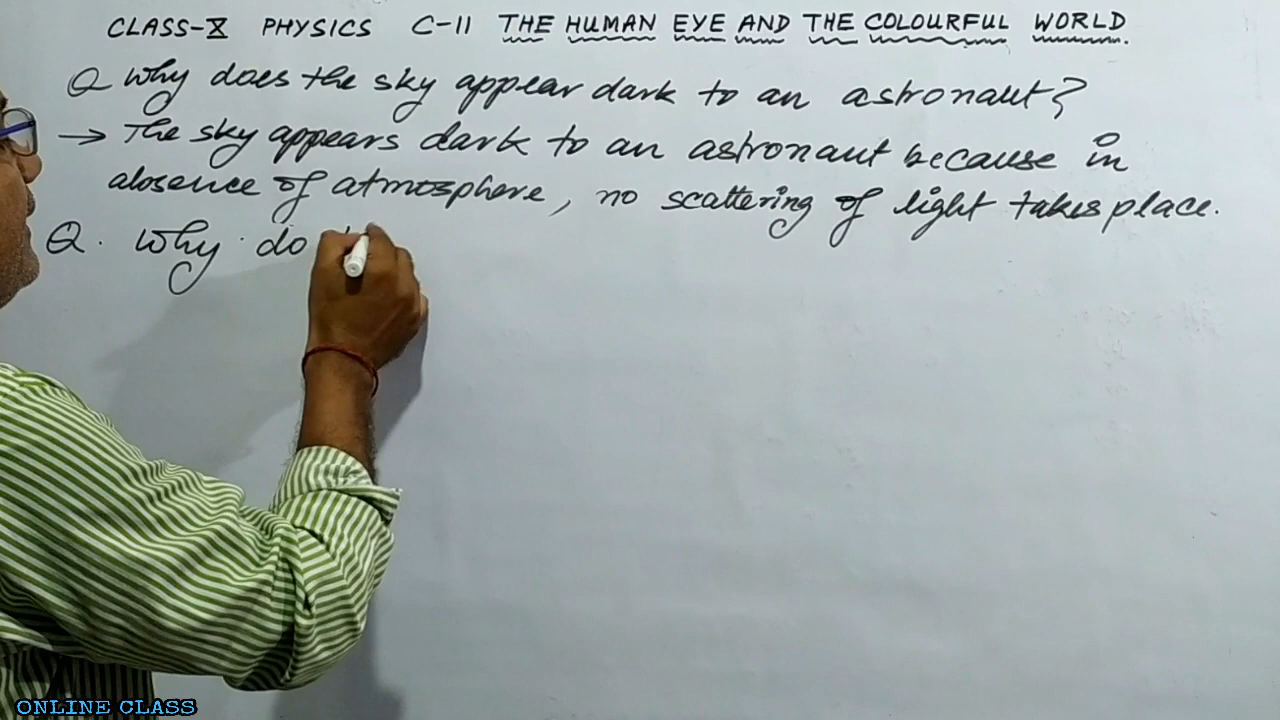 CLASS-X PHYSICS C-11 THE HUMAN EYE AND THE COLOURFUL WORLD.
Q Why does the sky appear dark to an astronaut?
→ The sky appears dark to an astronaut because in
absence of atmosphere, no scattering of light takes place.
Q. Why do
ONLINE CLASS